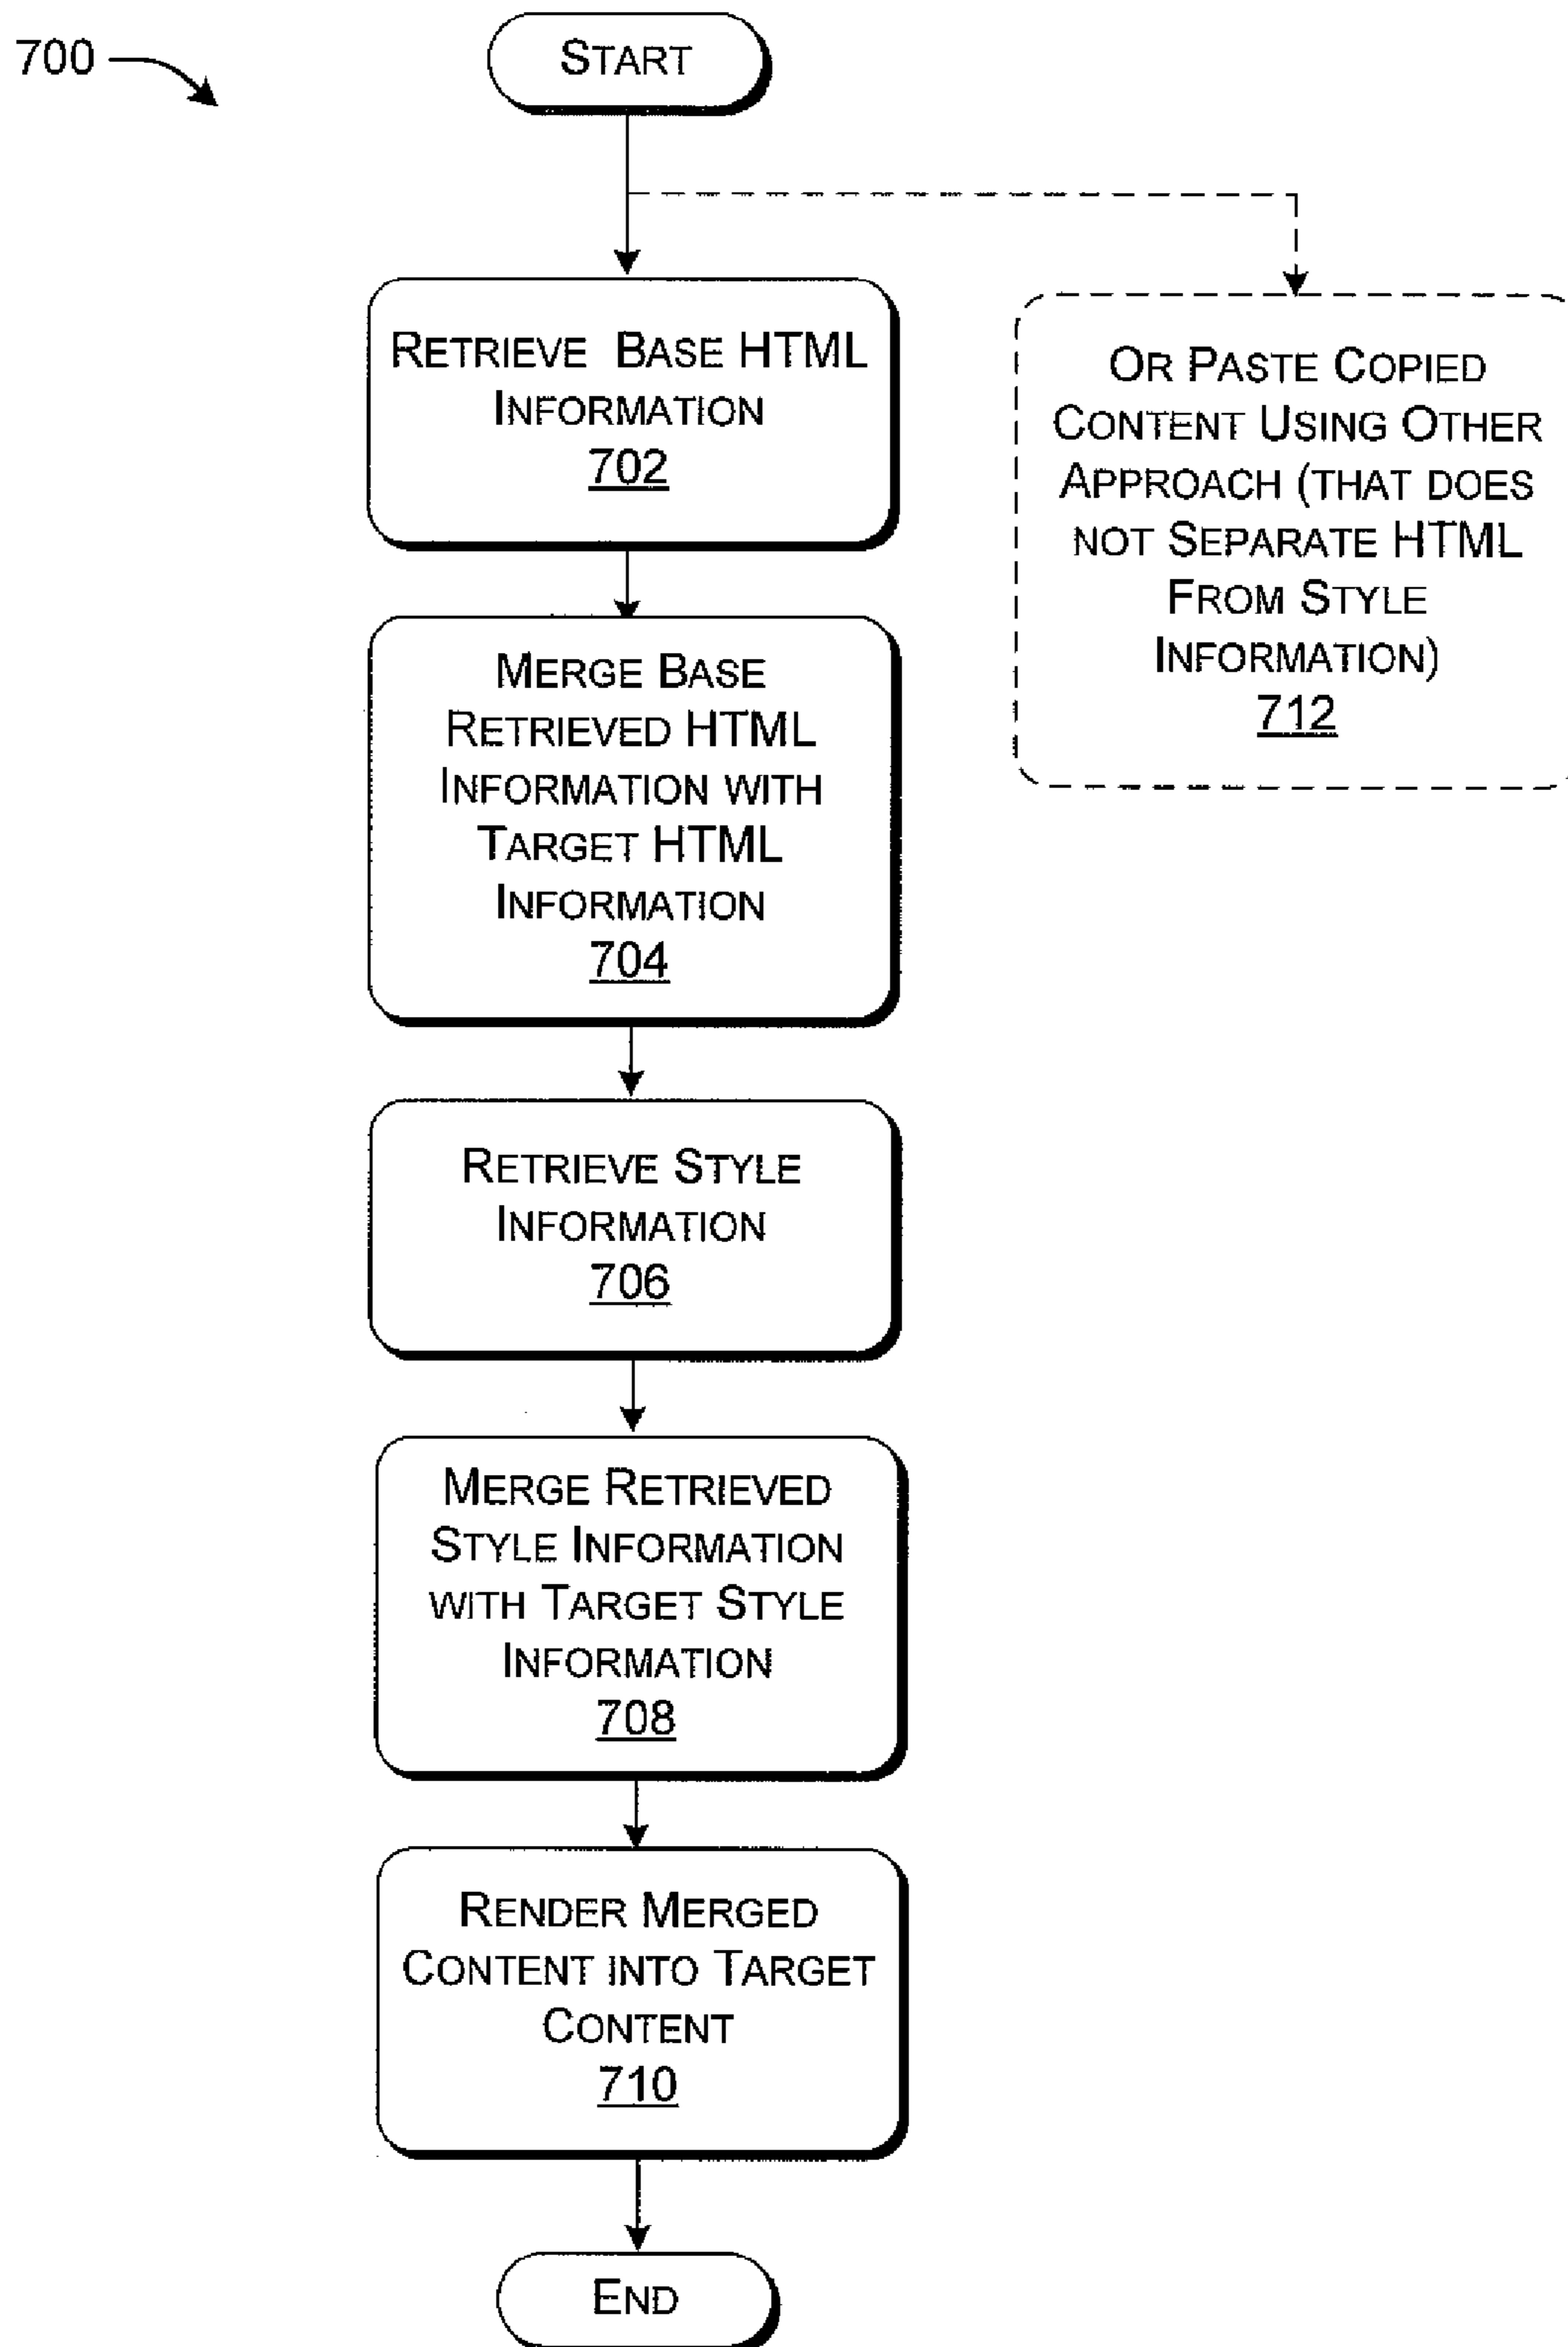 700
START
RETRIEVE BASE HTML
INFORMATION
702
OR PASTE COPIED
CONTENT USING OTHER
APPROACH (THAT DOES
NOT SEPARATE HTML
FROM STYLE
INFORMATION)
712
MERGE BASE
RETRIEVED HTML
INFORMATION WITH
TARGET HTML
INFORMATION
704
RETRIEVE STYLE
INFORMATION
706
MERGE RETRIEVED
STYLE INFORMATION
WITH TARGET STYLE
INFORMATION
708
RENDER MERGED
CONTENT INTO TARGET
CONTENT
710
END